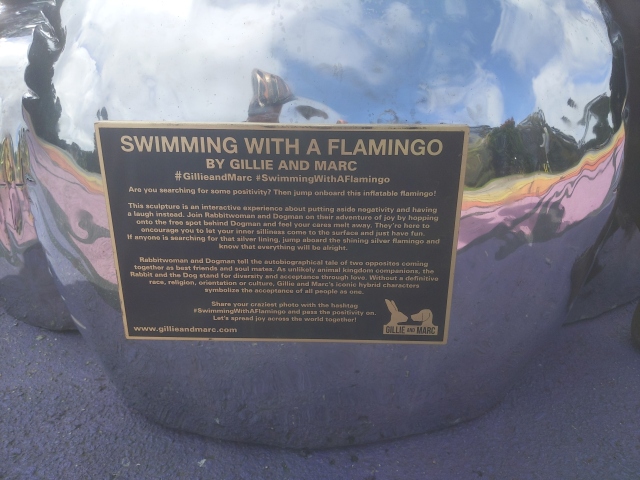 SWIMMING WITH A FLAMINGO
BY GILLIE AND MARC
#GillieandMarc #SwimmingWithAFlamingo
Are you searching for some positivity? Then jump onboard this inflatable flamingo!
This sculpture is an interactive experience about putting aside negativity and having
a laugh instead. Join Rabbitwoman and Dogman on their adventure of joy by hopping
onto the free spot behind Dogman and feel your cares melt away. They're here to
encourage you to let your inner silliness come to the surface and just have fun.
If anyone is searching for that silver lining, jump aboard the shining silver flamingo and
know that everything will be alright.
Rabbitwoman and Dogman tell the autobiographical tale of two opposites coming
together as best friends and soul mates. As unlikely animal kingdom companions, the
Rabbit and the Dog stand for diversity and acceptance through love. Without a definitive
race, religion, orientation or culture, Gillie and Marc's iconic hybrid characters
symbolize the acceptance of all people as one.
Share your craziest photo with the hashtag
#SwimmingWithAFlamingo and pass the positivity on.
Let's spread joy across the world together!
www.gillieandmarc.com
GILLIE AND MARC